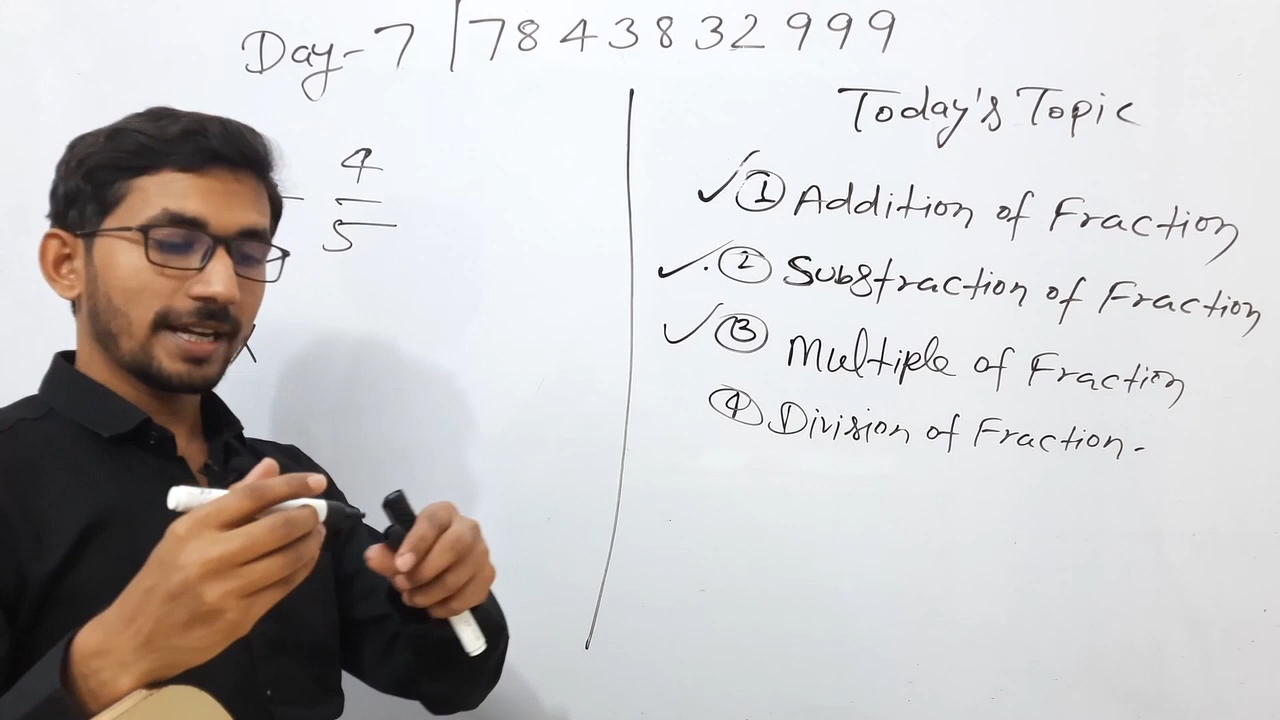 Day-7 | 7843832999
- 4/5
Today's Topic
✓ ① Addition of Fraction
✓. ② Substraction of Fraction
✓ ③ Multiple of Fraction
④ Division of Fraction.